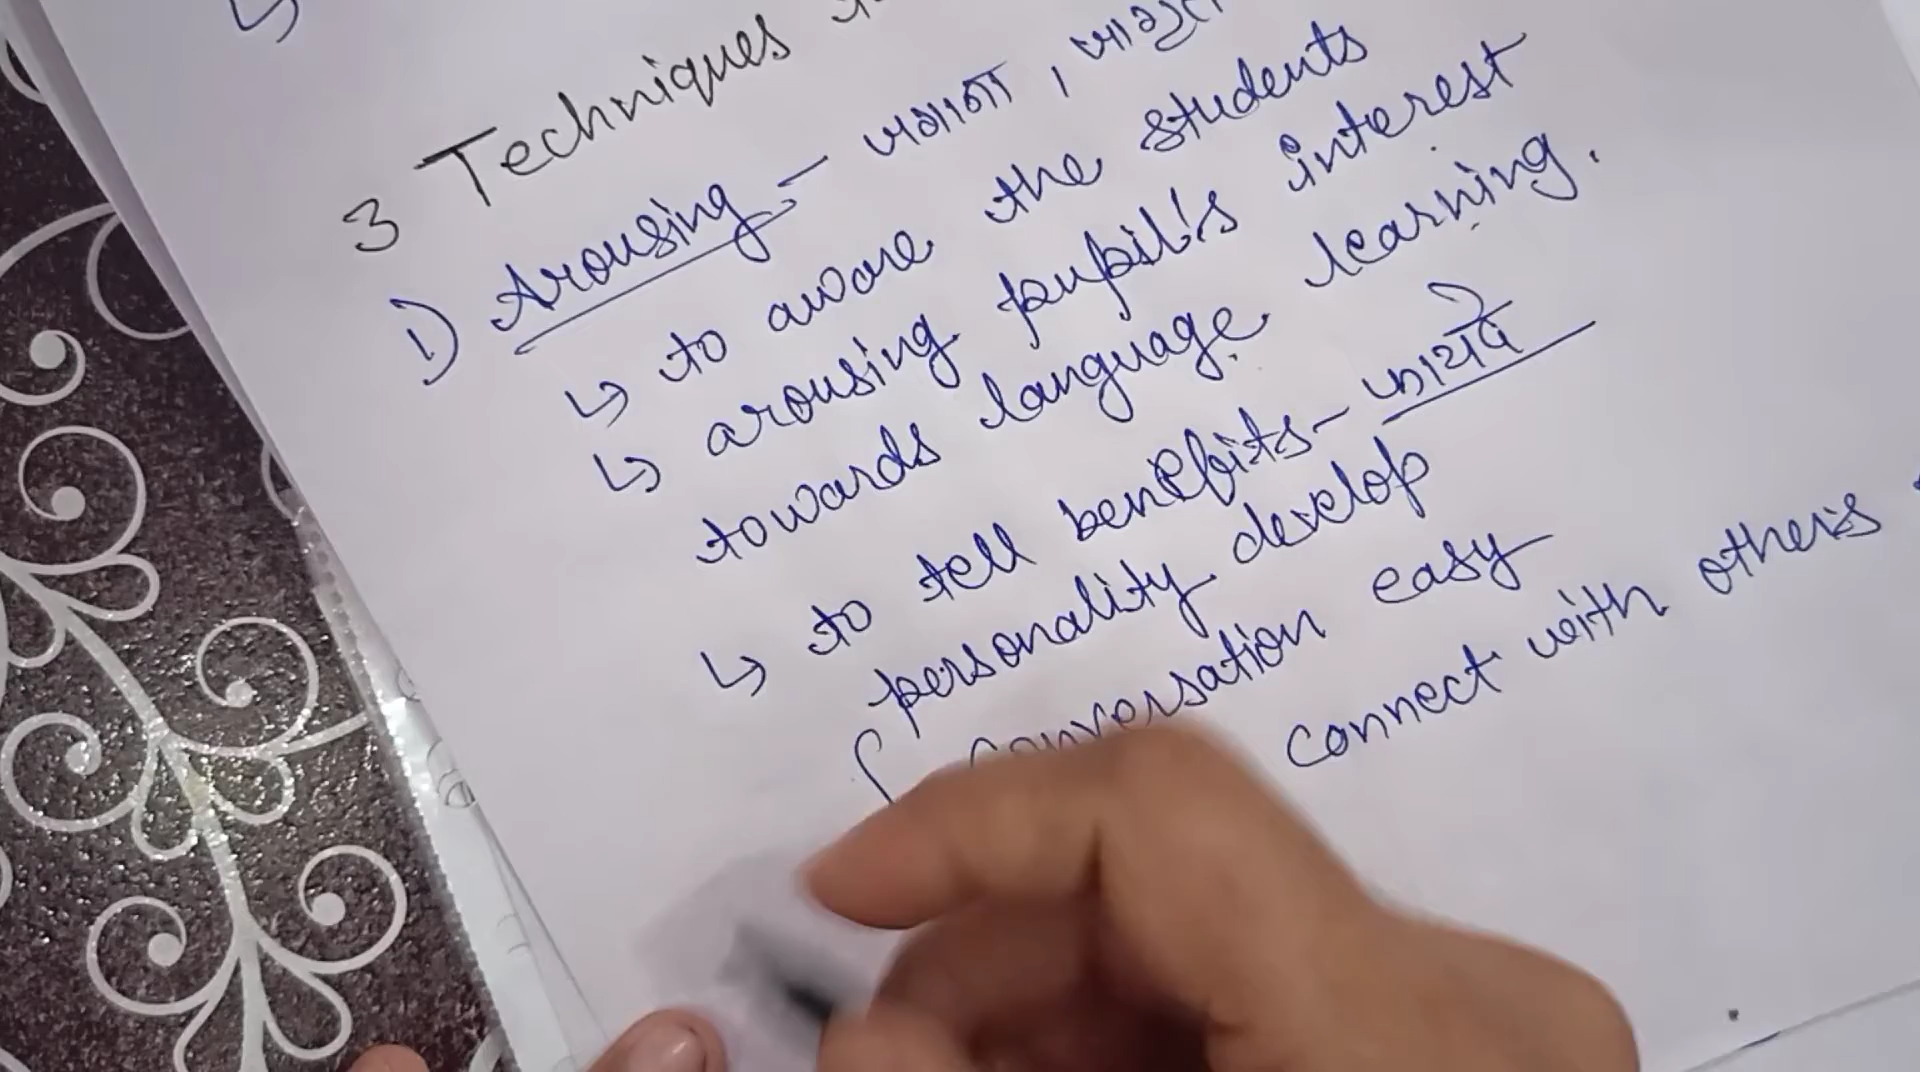 3 Techniques
1) Arousing - जगाना, जागृत
↳ to aware the students
↳ arousing pupil's interest
towards language learning.
↳ to tell benefits - फायदे
personality develop
conversation easy
connect with others